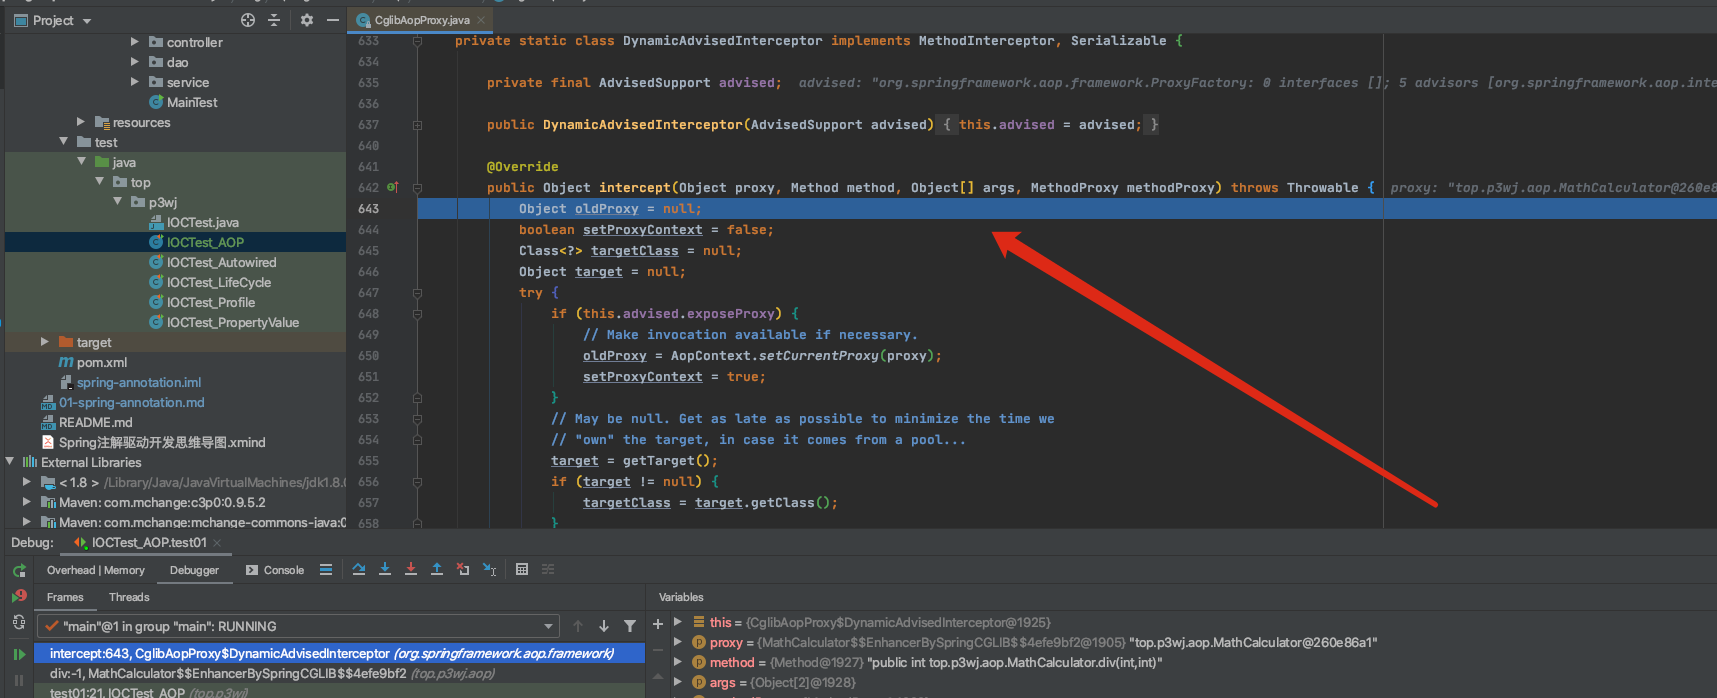 Project
CglibAopProxy.java
controller
dao
service
MainTest
resources
test
java
top
p3wj
IOCTest.java
IOCTest_AOP
IOCTest_Autowired
IOCTest_LifeCycle
IOCTest_Profile
IOCTest_PropertyValue
target
pom.xml
spring-annotation.iml
01-spring-annotation.md
README.md
Spring注解驱动开发思维导图.xmind
External Libraries
< 1.8 > /Library/Java/JavaVirtualMachines/jdk1.8.0
Maven: com.mchange:c3p0:0.9.5.2
Maven: com.mchange:mchange-commons-java:0
633 private static class DynamicAdvisedInterceptor implements MethodInterceptor, Serializable {
634
635 private final AdvisedSupport advised; advised: "org.springframework.aop.framework.ProxyFactory: 0 interfaces []; 5 advisors [org.springframework.aop.inte
636
637 public DynamicAdvisedInterceptor(AdvisedSupport advised) { this.advised = advised; }
640
641 @Override
642 public Object intercept(Object proxy, Method method, Object[] args, MethodProxy methodProxy) throws Throwable { proxy: "top.p3wj.aop.MathCalculator@260e8
643 Object oldProxy = null;
644 boolean setProxyContext = false;
645 Class<?> targetClass = null;
646 Object target = null;
647 try {
648 if (this.advised.exposeProxy) {
649 // Make invocation available if necessary.
650 oldProxy = AopContext.setCurrentProxy(proxy);
651 setProxyContext = true;
652 }
653 // May be null. Get as late as possible to minimize the time we
654 // "own" the target, in case it comes from a pool...
655 target = getTarget();
656 if (target != null) {
657 targetClass = target.getClass();
658 }
Debug: IOCTest_AOP.test01
Overhead | Memory Debugger Console
Frames Threads
"main"@1 in group "main": RUNNING
intercept:643, CglibAopProxy$DynamicAdvisedInterceptor (org.springframework.aop.framework)
div:-1, MathCalculator$$EnhancerBySpringCGLIB$$4efe9bf2 (top.p3wj.aop)
test01:21, IOCTest_AOP (top.p3wj)
Variables
this = {CglibAopProxy$DynamicAdvisedInterceptor@1925}
proxy = {MathCalculator$$EnhancerBySpringCGLIB$$4efe9bf2@1905} "top.p3wj.aop.MathCalculator@260e86a1"
method = {Method@1927} "public int top.p3wj.aop.MathCalculator.div(int,int)"
args = {Object[2]@1928}